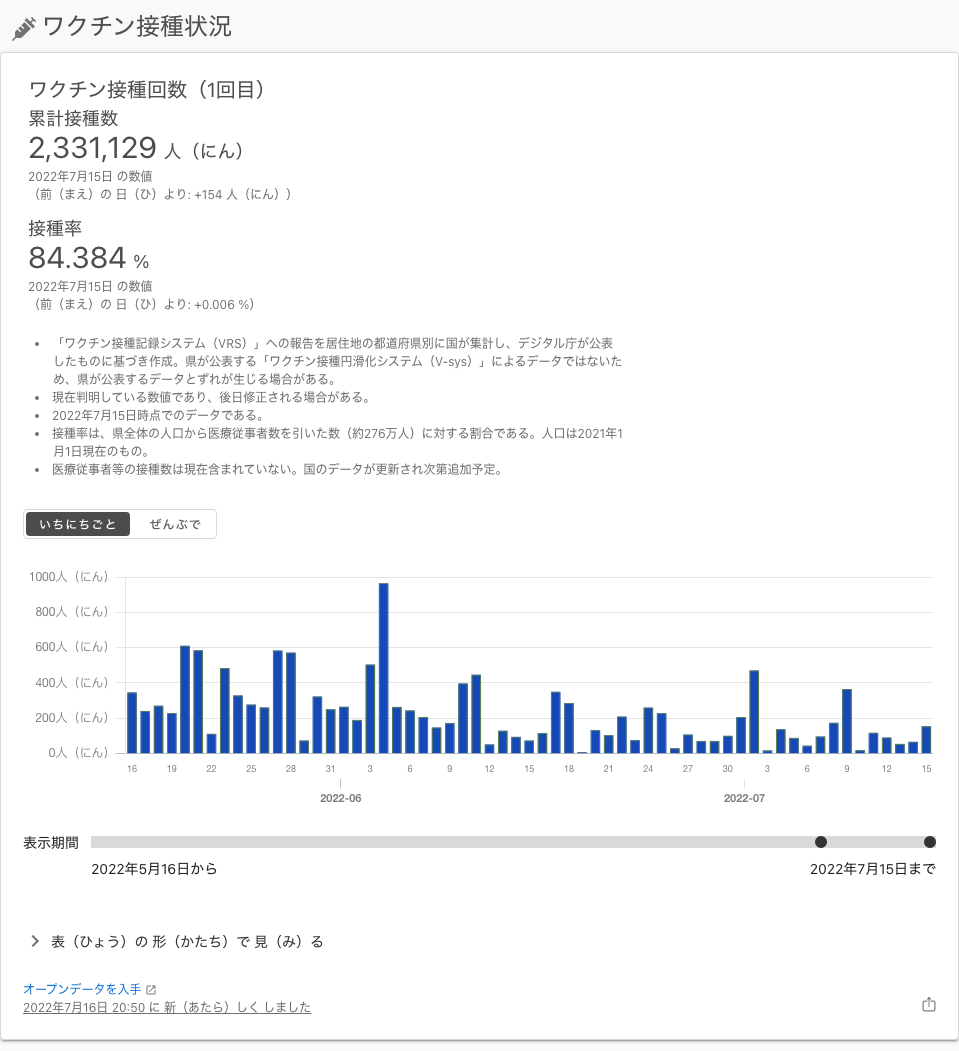 ワクチン接種状況
ワクチン接種回数（1回目）
累計接種数
2,331,129 人（にん）
2022年7月15日 の数値
（前（まえ）の 日（ひ）より: +154 人（にん））
接種率
84.384 %
2022年7月15日 の数値
（前（まえ）の 日（ひ）より: +0.006 %）
• 「ワクチン接種記録システム（VRS）」への報告を居住地の都道府県別に国が集計し、デジタル庁が公表
したものに基づき作成。県が公表する「ワクチン接種円滑化システム（V-sys）」によるデータではないた
め、県が公表するデータとずれが生じる場合がある。
• 現在判明している数値であり、後日修正される場合がある。
• 2022年7月15日時点でのデータである。
• 接種率は、県全体の人口から医療従事者数を引いた数（約276万人）に対する割合である。人口は2021年1
月1日現在のもの。
• 医療従事者等の接種数は現在含まれていない。国のデータが更新され次第追加予定。
いちにちごと ぜんぶで
1000人（にん）
800人（にん）
600人（にん）
400人（にん）
200人（にん）
0人（にん）
16 19 22 25 28 31 3 6 9 12 15 18 21 24 27 30 3 6 9 12 15
2022-06 2022-07
表示期間
2022年5月16日から 2022年7月15日まで
表（ひょう）の 形（かたち）で 見（み）る
オープンデータを入手
2022年7月16日 20:50 に 新（あたら）しく しました